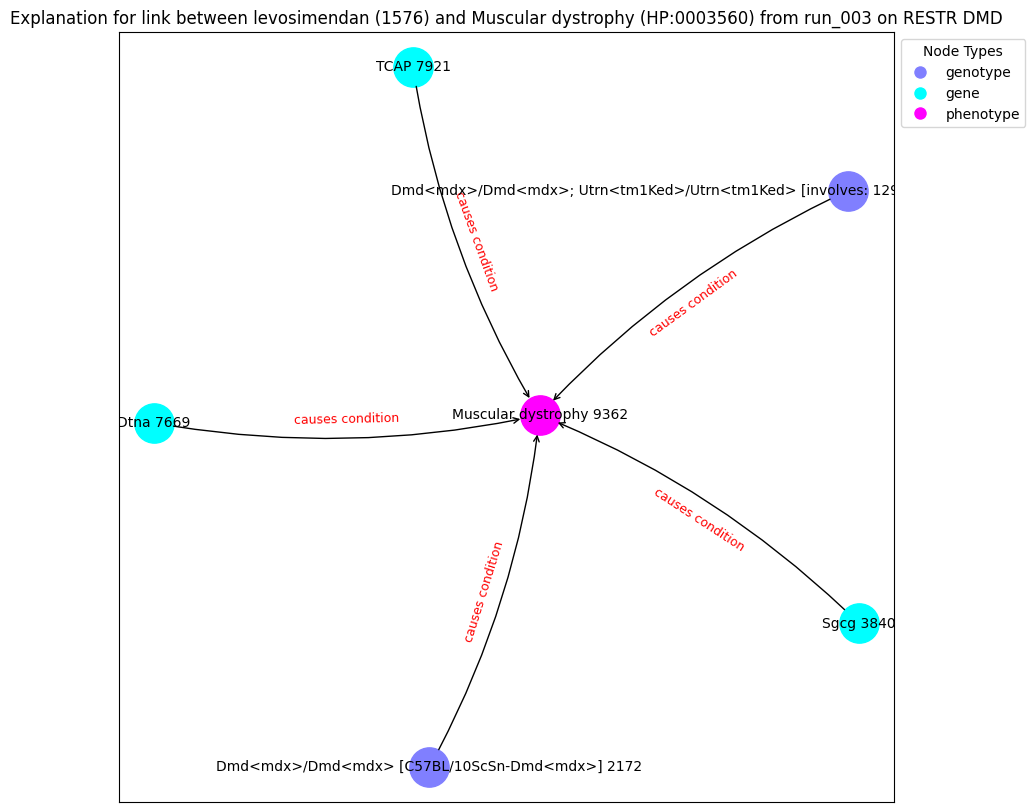 Explanation for link between levosimendan (1576) and Muscular dystrophy (HP:0003560) from run_003 on RESTR DMD
Node Types
genotype
gene
phenotype
TCAP 7921
Dmd<mdx>/Dmd<mdx>; Utrn<tm1Ked>/Utrn<tm1Ked> [involves: 129
causes condition
causes condition
Muscular dystrophy 9362
causes condition
Dtna 7669
causes condition
causes condition
Sgcg 3840
Dmd<mdx>/Dmd<mdx> [C57BL/10ScSn-Dmd<mdx>] 2172